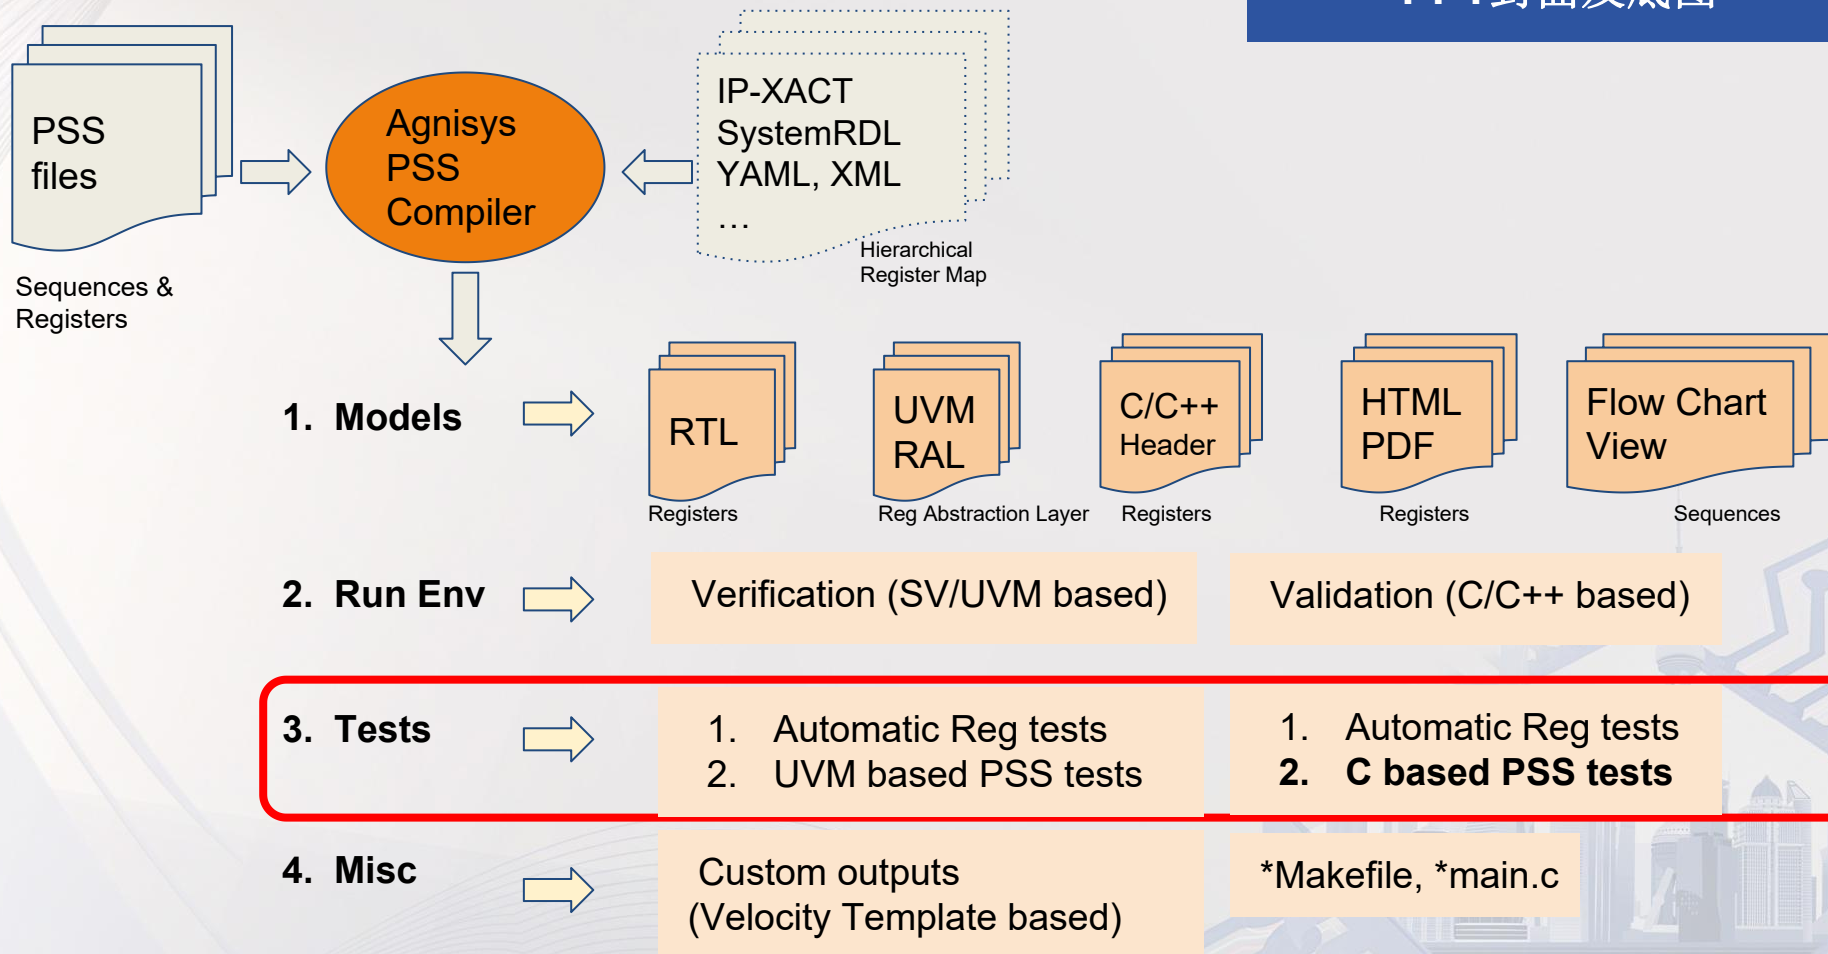 PSS
files
Sequences &
Registers
Agnisys
PSS
Compiler
IP-XACT
SystemRDL
YAML, XML
…
Hierarchical
Register Map
1. Models
RTL
Registers
UVM
RAL
Reg Abstraction Layer
C/C++
Header
Registers
HTML
PDF
Registers
Flow Chart
View
Sequences
2. Run Env
Verification (SV/UVM based)
Validation (C/C++ based)
3. Tests
1. Automatic Reg tests
2. UVM based PSS tests
1. Automatic Reg tests
2. C based PSS tests
4. Misc
Custom outputs
(Velocity Template based)
*Makefile, *main.c